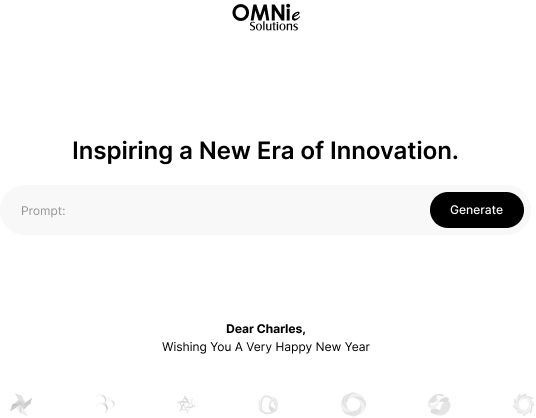 OMNie
Solutions
Inspiring a New Era of Innovation.
Prompt:
Generate
Dear Charles,
Wishing You A Very Happy New Year